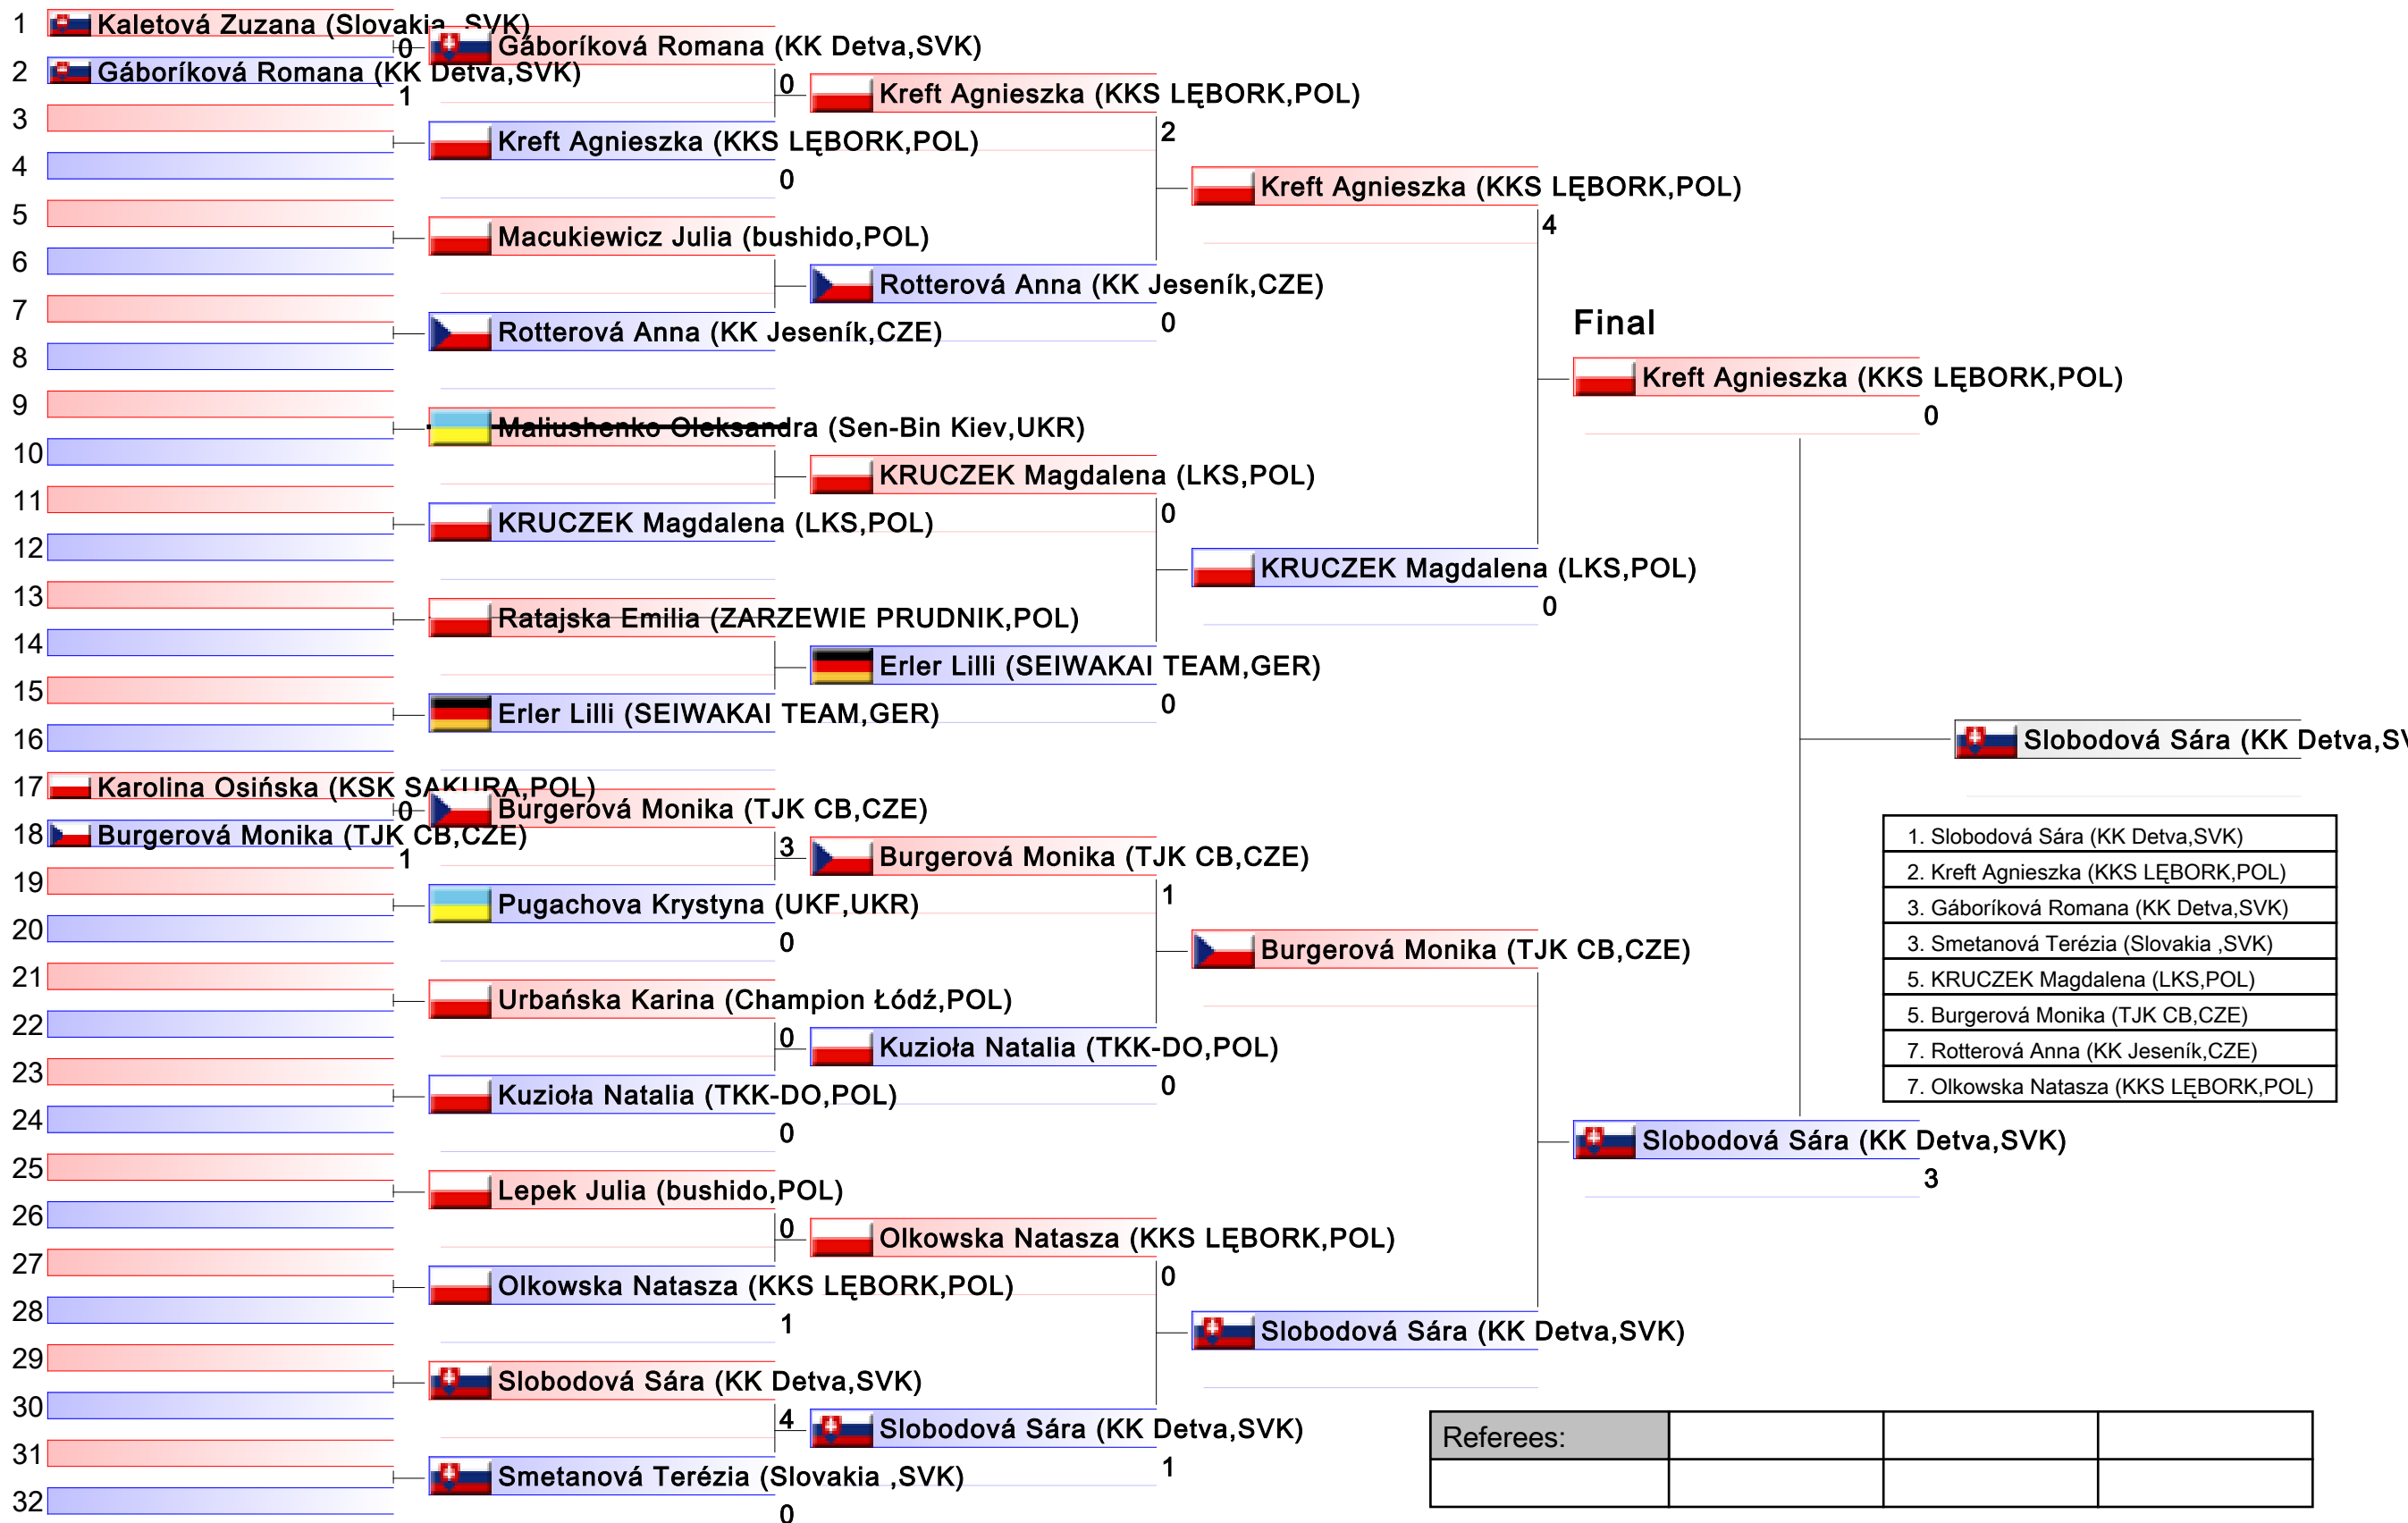 1 Kaletová Zuzana (Slovakia ,SVK)
0
2 Gáboríková Romana (KK Detva,SVK)
1
3
4
5
6
7
8
9
10
11
12
13
14
15
16
17 Karolina Osińska (KSK SAKURA,POL)
0
18 Burgerová Monika (TJK CB,CZE)
1
19
20
21
22
23
24
25
26
27
28
29
30
31
32
Gáboríková Romana (KK Detva,SVK)
0
Kreft Agnieszka (KKS LĘBORK,POL)
0
Macukiewicz Julia (bushido,POL)
Rotterová Anna (KK Jeseník,CZE)
Maliushenko Oleksandra (Sen-Bin Kiev,UKR)
KRUCZEK Magdalena (LKS,POL)
Ratajska Emilia (ZARZEWIE PRUDNIK,POL)
Erler Lilli (SEIWAKAI TEAM,GER)
Burgerová Monika (TJK CB,CZE)
3
Pugachova Krystyna (UKF,UKR)
0
Urbańska Karina (Champion Łódź,POL)
0
Kuzioła Natalia (TKK-DO,POL)
0
Lepek Julia (bushido,POL)
0
Olkowska Natasza (KKS LĘBORK,POL)
1
Slobodová Sára (KK Detva,SVK)
4
Smetanová Terézia (Slovakia ,SVK)
0
Kreft Agnieszka (KKS LĘBORK,POL)
2
Rotterová Anna (KK Jeseník,CZE)
0
KRUCZEK Magdalena (LKS,POL)
0
Erler Lilli (SEIWAKAI TEAM,GER)
0
Burgerová Monika (TJK CB,CZE)
1
Kuzioła Natalia (TKK-DO,POL)
0
Olkowska Natasza (KKS LĘBORK,POL)
0
Slobodová Sára (KK Detva,SVK)
1
Kreft Agnieszka (KKS LĘBORK,POL)
4
KRUCZEK Magdalena (LKS,POL)
0
Burgerová Monika (TJK CB,CZE)
Slobodová Sára (KK Detva,SVK)
Final
Kreft Agnieszka (KKS LĘBORK,POL)
0
Slobodová Sára (KK Detva,SVK)
3
Slobodová Sára (KK Detva,SV
1. Slobodová Sára (KK Detva,SVK)
2. Kreft Agnieszka (KKS LĘBORK,POL)
3. Gáboríková Romana (KK Detva,SVK)
3. Smetanová Terézia (Slovakia ,SVK)
5. KRUCZEK Magdalena (LKS,POL)
5. Burgerová Monika (TJK CB,CZE)
7. Rotterová Anna (KK Jeseník,CZE)
7. Olkowska Natasza (KKS LĘBORK,POL)
Referees: